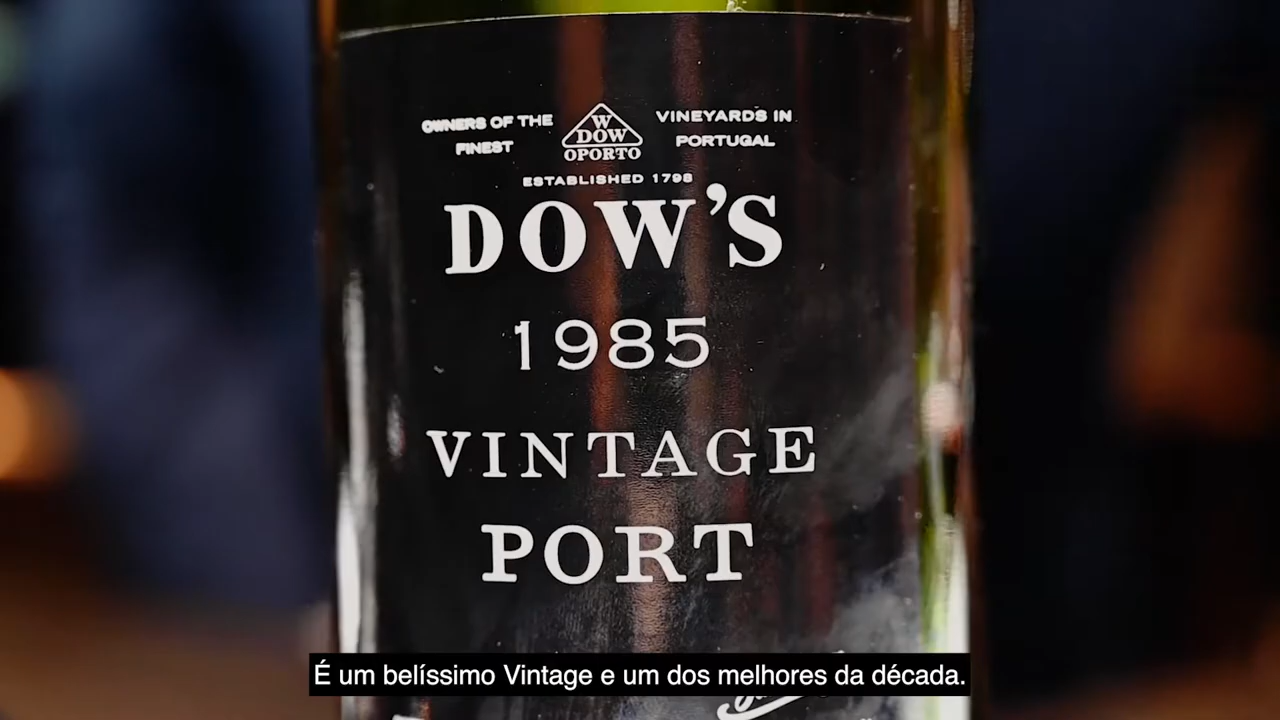 OWNERS OF THE
FINEST
W
DOW
OPORTO
VINEYARDS IN
PORTUGAL
ESTABLISHED 1798
DOW'S
1985
VINTAGE
PORT
É um belíssimo Vintage e um dos melhores da década.